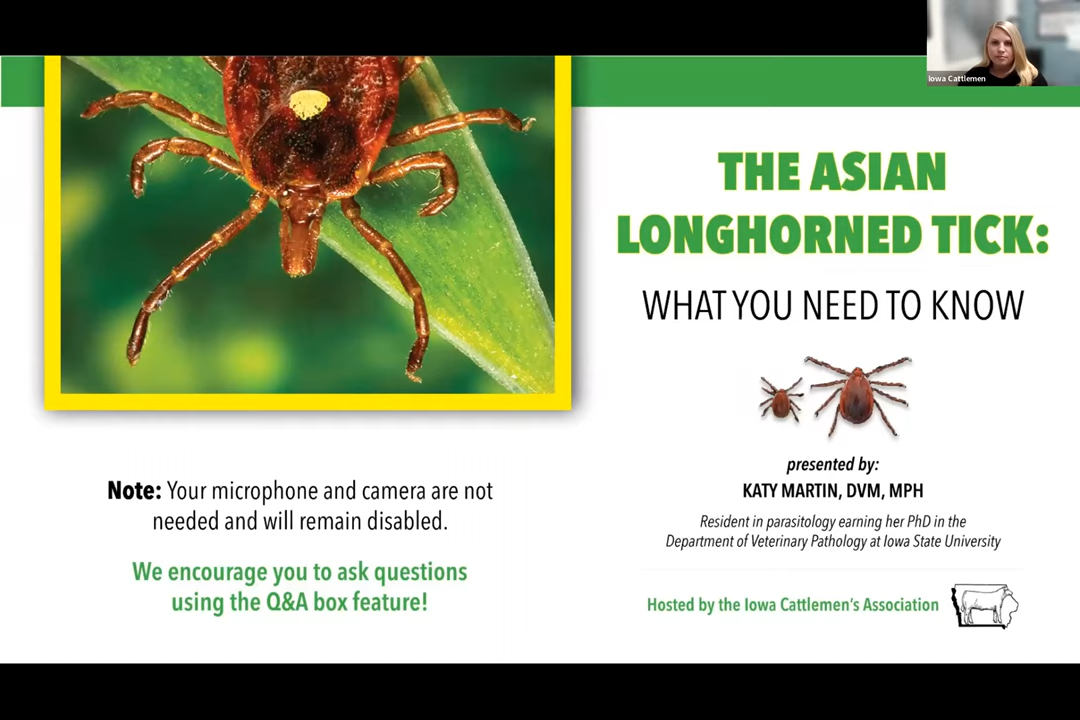 Iowa Cattlemen
THE ASIAN
LONGHORNED TICK:
WHAT YOU NEED TO KNOW
presented by:
KATY MARTIN, DVM, MPH
Resident in parasitology earning her PhD in the
Department of Veterinary Pathology at Iowa State University
Hosted by the Iowa Cattlemen's Association
Note: Your microphone and camera are not
needed and will remain disabled.
We encourage you to ask questions
using the Q&A box feature!